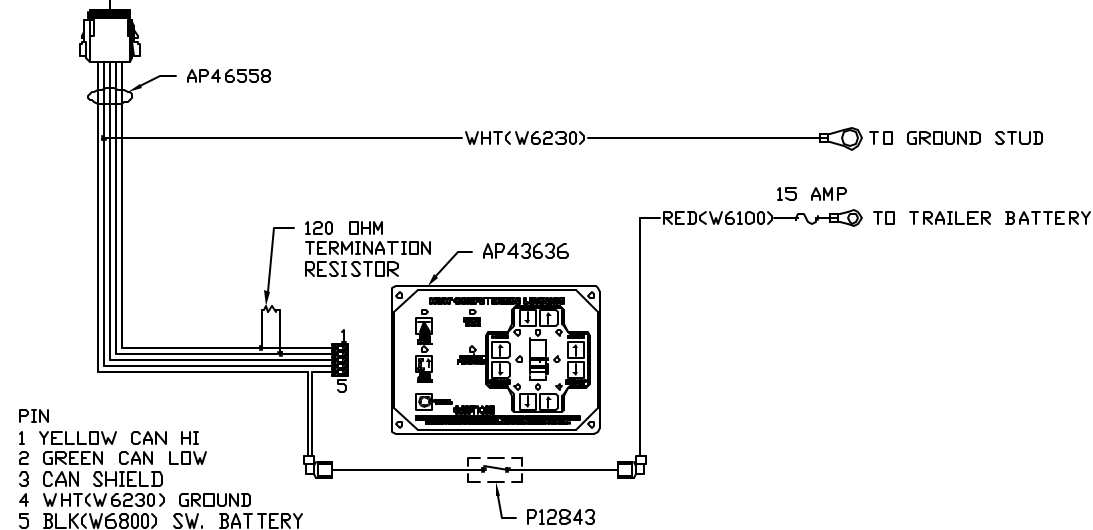 AP46558
WHT(W6230)
TO GROUND STUD
15 AMP
RED(W6100)
TO TRAILER BATTERY
120 OHM
TERMINATION
RESISTOR
AP43636
1
5
PIN
1 YELLOW CAN HI
2 GREEN CAN LOW
3 CAN SHIELD
4 WHT(W6230) GROUND
5 BLK(W6800) SW. BATTERY
P12843